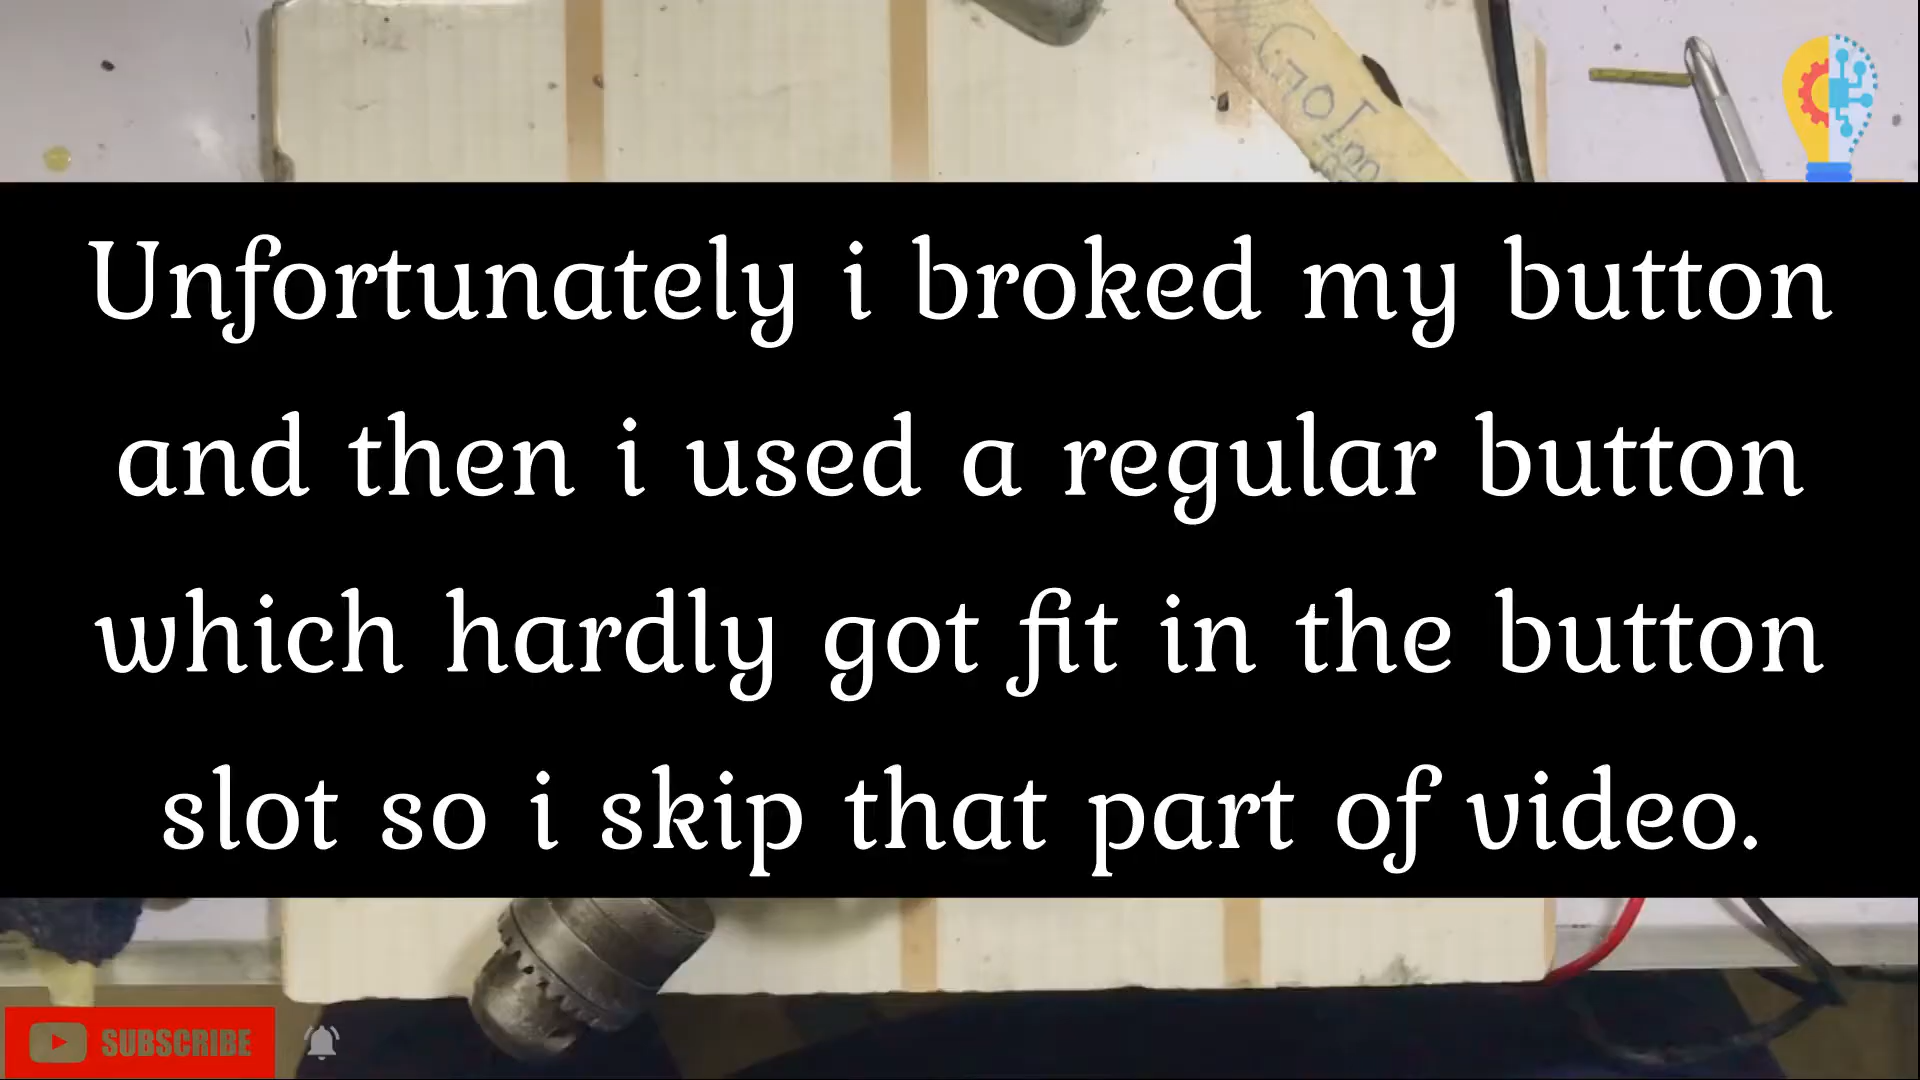 Unfortunately i broked my button
and then i used a regular button
which hardly got fit in the button
slot so i skip that part of video.
SUBSCRIBE